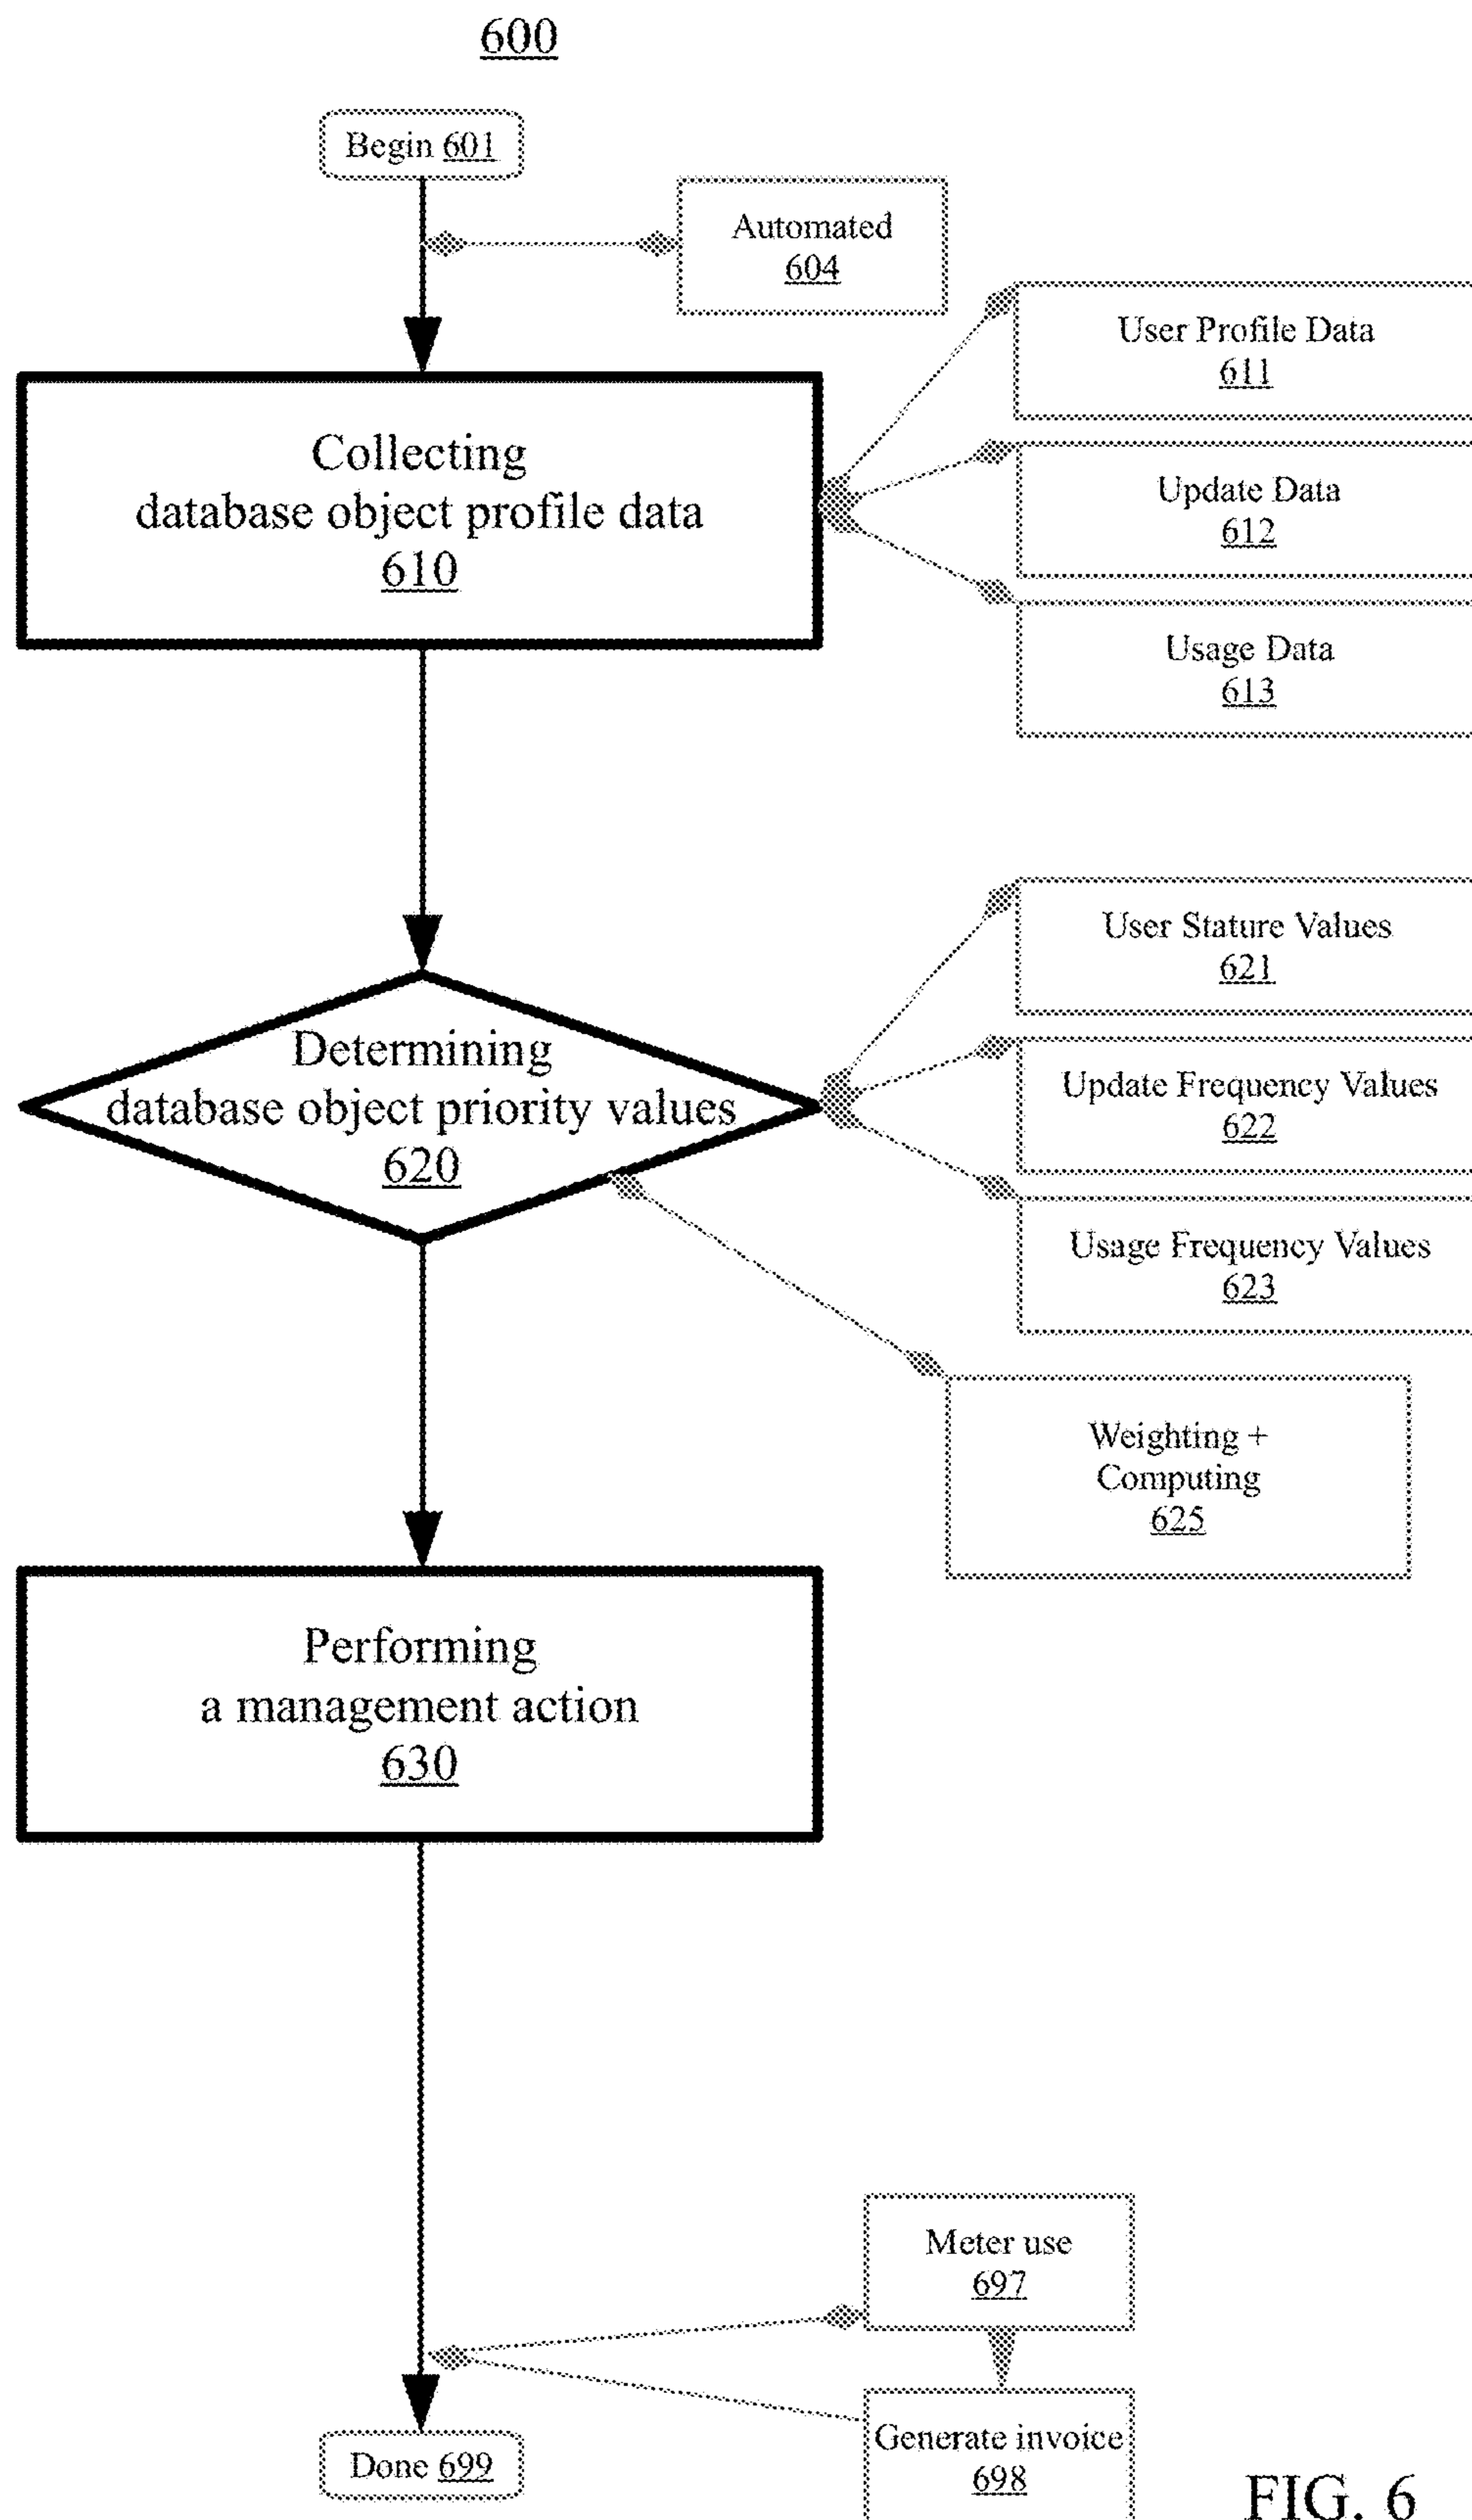 600
Begin 601
Automated
604
User Profile Data
611
Collecting
database object profile data
610
Update Data
612
Usage Data
613
User Stature Values
621
Determining
database object priority values
620
Update Frequency Values
622
Usage Frequency Values
623
Weighting +
Computing
625
Performing
a management action
630
Meter use
697
Generate invoice
698
Done 699
FIG. 6